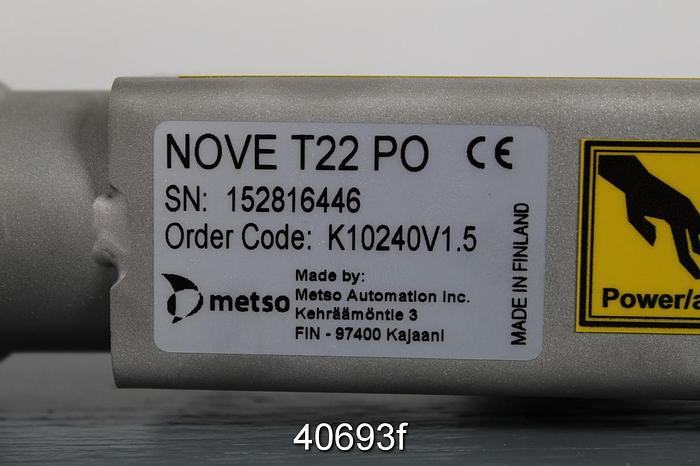 NOVE T22 PO CE
SN: 152816446
Order Code: K10240V1.5
metso
Made by:
Metso Automation Inc.
Kehräämöntie 3
FIN - 97400 Kajaani
MADE IN FINLAND
Power/a
40693f